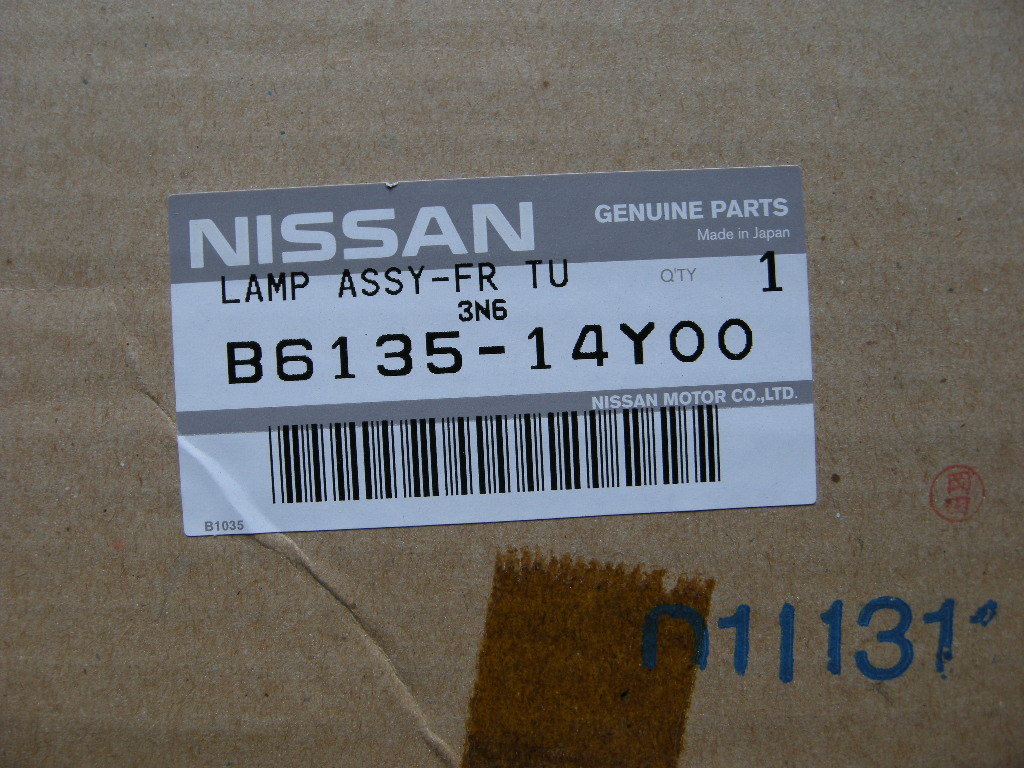 NISSAN
GENUINE PARTS
Made in Japan
LAMP ASSY-FR TU
Q'TY 1
3N6
B6135-14Y00
NISSAN MOTOR CO.,LTD.
B1035